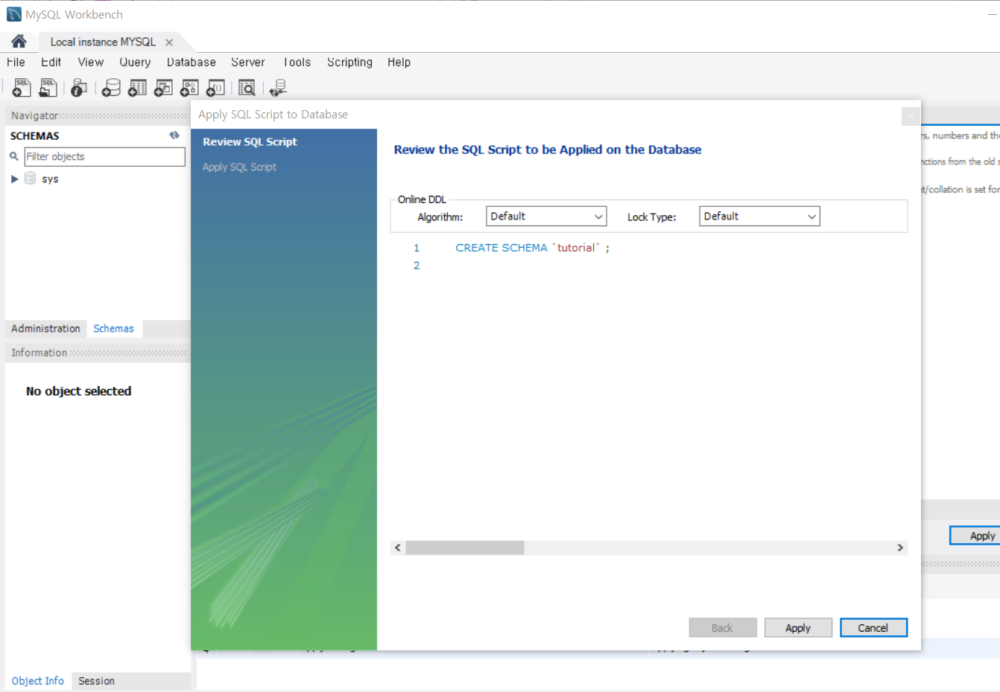 MySQL Workbench
Local instance MYSQL
File Edit View Query Database Server Tools Scripting Help
SQL SQL
Navigator
Apply SQL Script to Database
SCHEMAS
Review SQL Script
numbers and
Filter objects
Review the SQL Script to be Applied on the Database
Apply SQL Script
from the old
sys
/collation is set for
Online DDL
Algorithm: Default Lock Type: Default
1 CREATE SCHEMA `tutorial` ;
2
Administration Schemas
Information
No object selected
Apply
Back Apply Cancel
Object Info Session